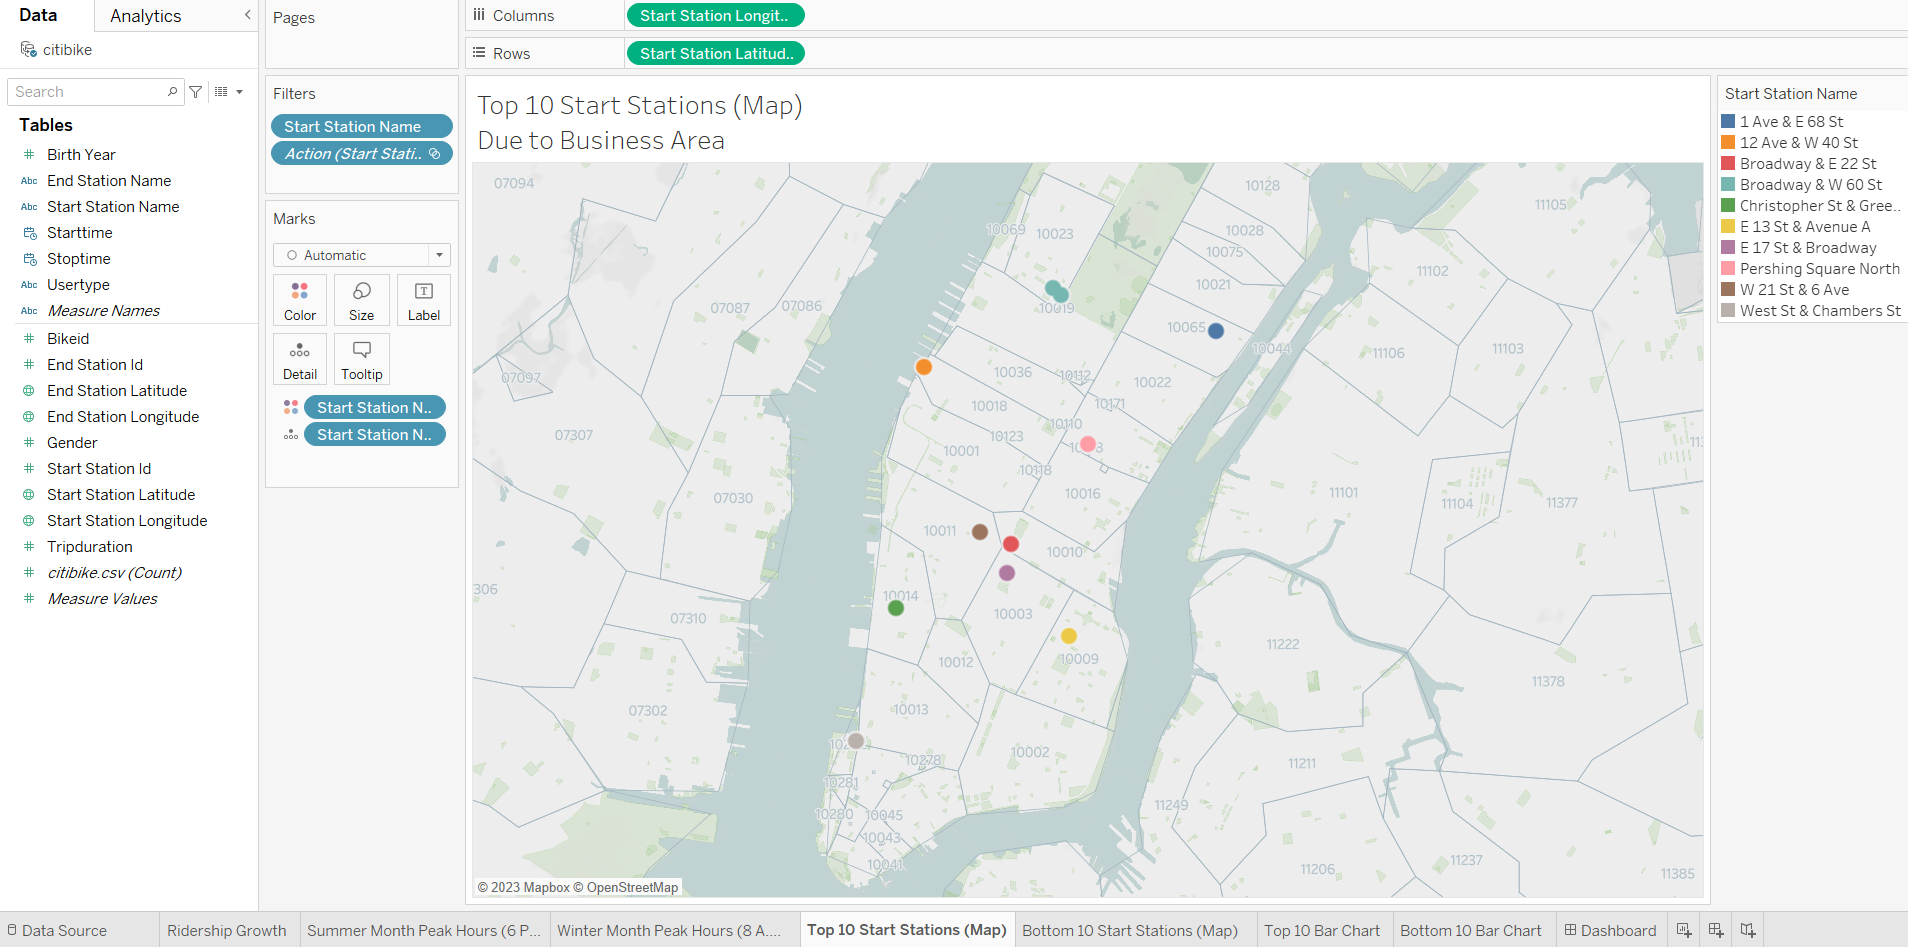 Data
Analytics
citibike
Search
Tables
Birth Year
Abc End Station Name
Abc Start Station Name
Starttime
Stoptime
Abc Usertype
Abc Measure Names
Bikeid
End Station Id
End Station Latitude
End Station Longitude
Gender
Start Station Id
Start Station Latitude
Start Station Longitude
Tripduration
citibike.csv (Count)
Measure Values
Pages
Filters
Start Station Name
Action (Start Stati..
Marks
Automatic
Color
Size
Label
Detail
Tooltip
Start Station N..
Start Station N..
Columns
Start Station Longit..
Rows
Start Station Latitud..
Top 10 Start Stations (Map)
Due to Business Area
07094
10128
11105
10069
10023
10028
10075
11102
10021
07087
07086
10019
10065
10044
11106
11103
07097
10036
10112
10022
10018
10171
10110
07307
10123
10001
10118
07030
10016
11101
11104
11377
10011
10010
306
10014
10003
07310
11222
10012
10009
11378
07302
10013
10002
10278
11211
10281
11249
10280
10045
10043
10041
11237
11206
11385
© 2023 Mapbox © OpenStreetMap
Start Station Name
1 Ave & E 68 St
12 Ave & W 40 St
Broadway & E 22 St
Broadway & W 60 St
Christopher St & Gree..
E 13 St & Avenue A
E 17 St & Broadway
Pershing Square North
W 21 St & 6 Ave
West St & Chambers St
Data Source
Ridership Growth
Summer Month Peak Hours (6 P...
Winter Month Peak Hours (8 A....
Top 10 Start Stations (Map)
Bottom 10 Start Stations (Map)
Top 10 Bar Chart
Bottom 10 Bar Chart
Dashboard